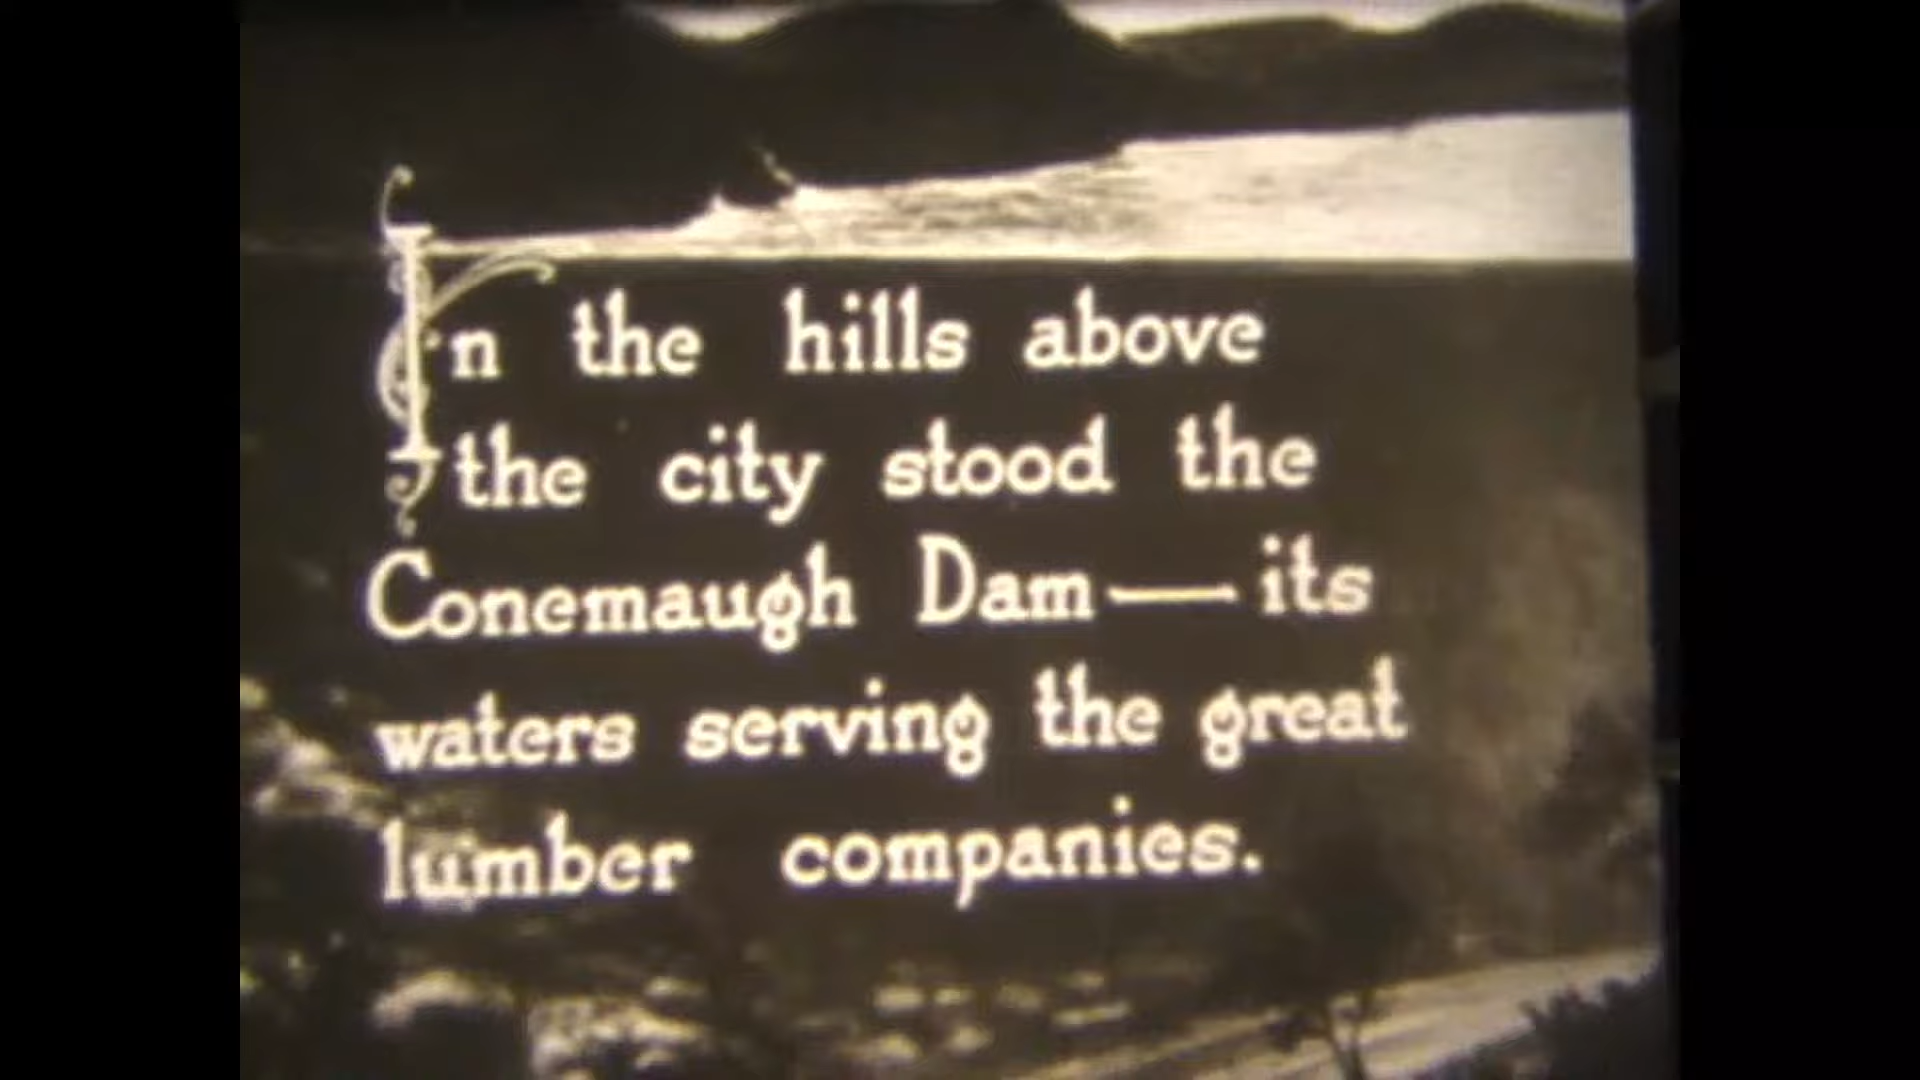 In the hills above
the city stood the
Conemaugh Dam—its
waters serving the great
lumber companies.